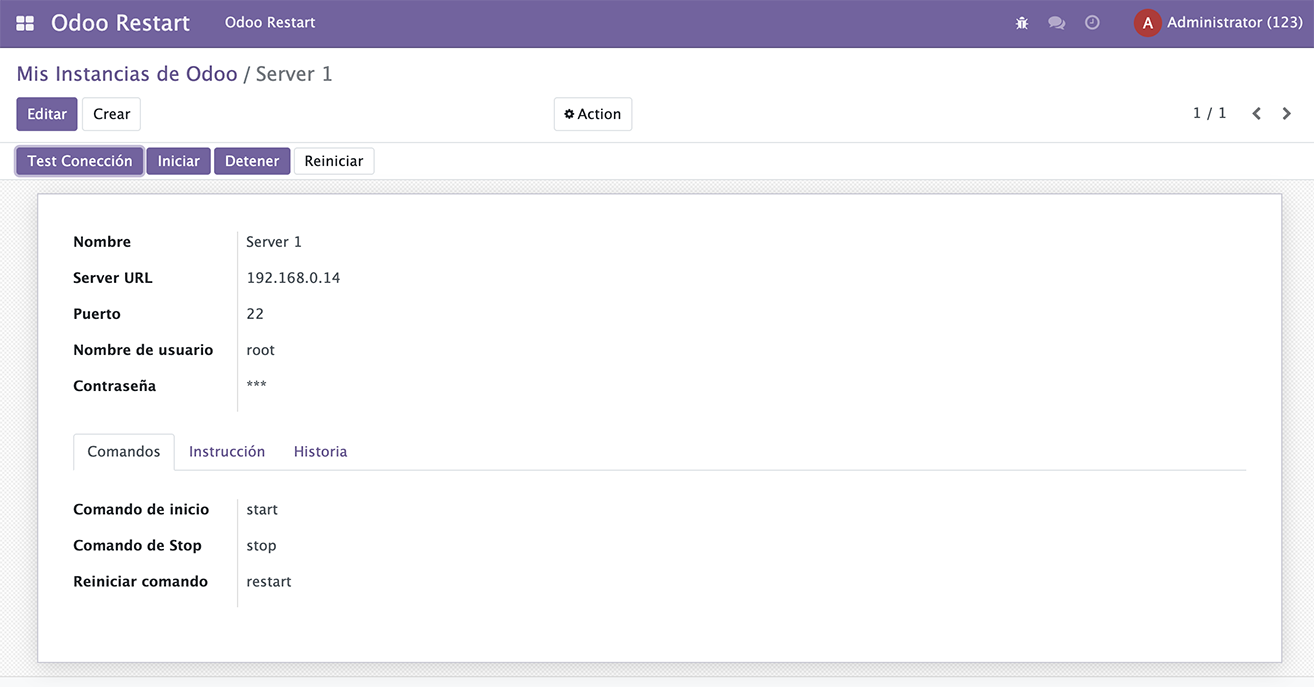 Odoo Restart Odoo Restart A Administrator (123)
Mis Instancias de Odoo / Server 1
Editar Crear Action 1 / 1
Test Conección Iniciar Detener Reiniciar
Nombre Server 1
Server URL 192.168.0.14
Puerto 22
Nombre de usuario root
Contraseña ***
Comandos Instrucción Historia
Comando de inicio start
Comando de Stop stop
Reiniciar comando restart